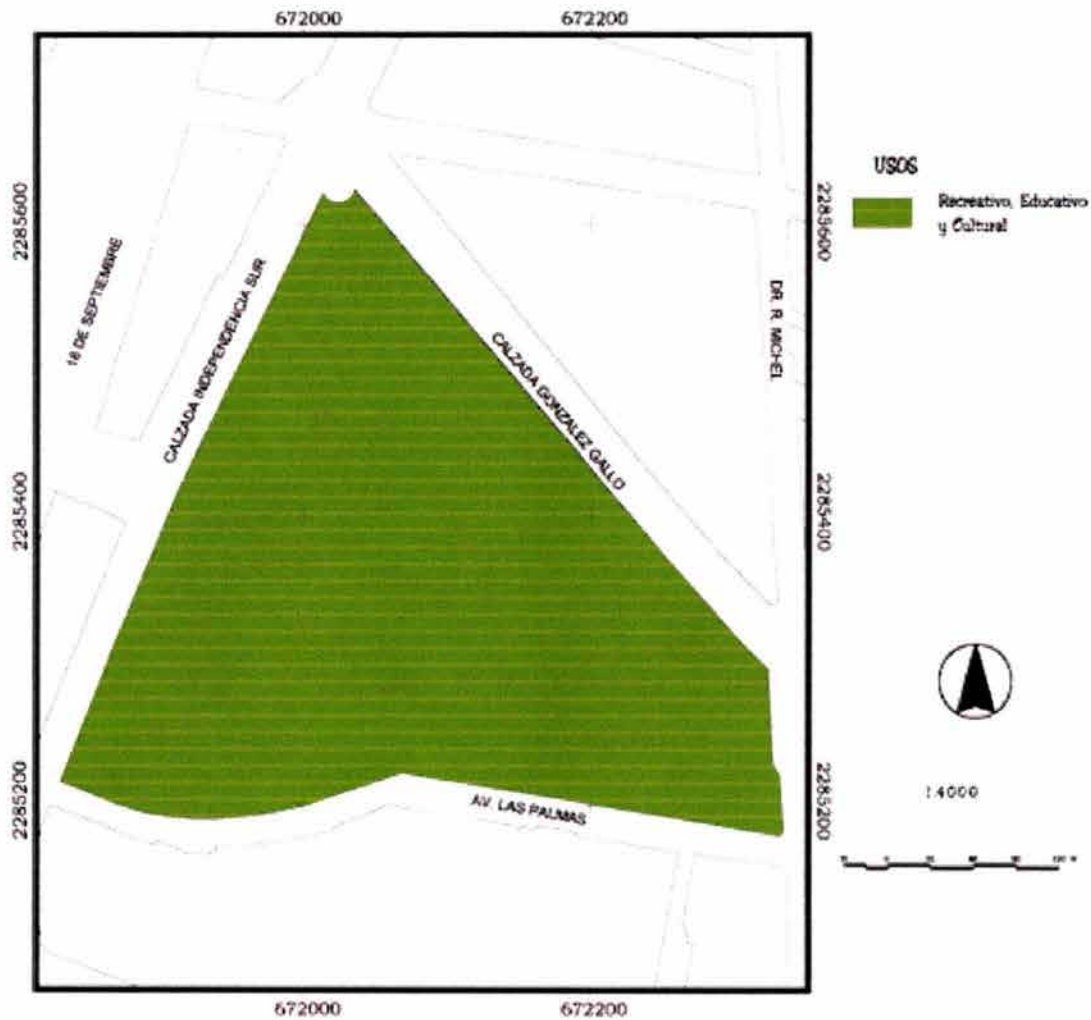 672000
672200
2285600
2285600
USOS
Recreativo, Educativo
y Cultural
16 DE SEPTIEMBRE
CALZADA INDEPENDENCIA SUR
CALZADA GONZALEZ GALLO
DR. R. MICHEL
2285400
2285400
2285200
2285200
AV. LAS PALMAS
1:4000
672000
672200